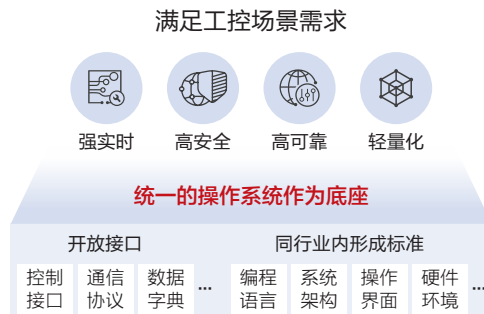 满足工控场景需求
强实时 高安全 高可靠 轻量化
统一的操作系统作为底座
开放接口 同行业内形成标准
控制 通信 数据 编程 系统 操作 硬件
接口 协议 字典 ... 语言 架构 界面 环境 ...